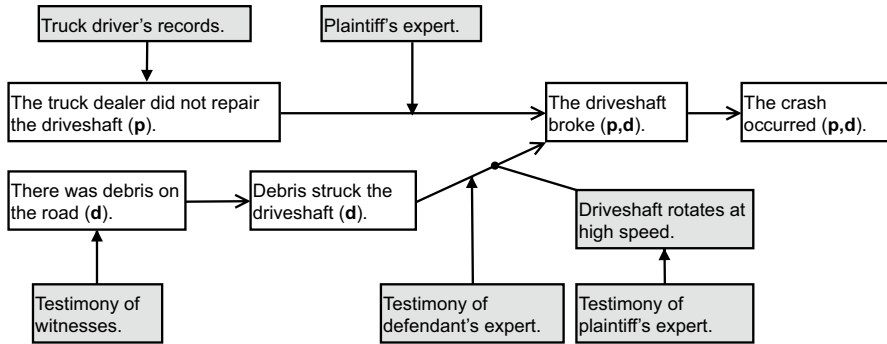 Truck driver's records.
Plaintiff's expert.
The truck dealer did not repair
the driveshaft (p).
The driveshaft
broke (p,d).
The crash
occurred (p,d).
There was debris on
the road (d).
Debris struck the
driveshaft (d).
Driveshaft rotates at
high speed.
Testimony of
witnesses.
Testimony of
defendant's expert.
Testimony of
plaintiff's expert.